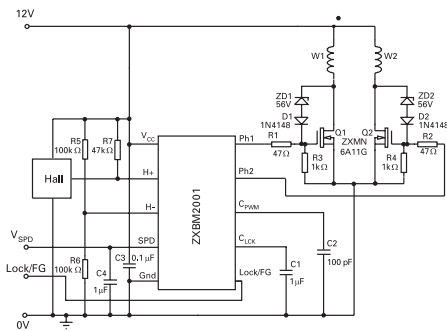 12V
W1
W2
ZD1
56V
ZD2
56V
D1
1N4148
Q1
Q2
D2
1N4148
ZXMN
6A11G
R5
100kΩ
R7
47kΩ
VCC
Ph1
R1
47Ω
R2
47Ω
R3
1kΩ
R4
1kΩ
Hall
H+
Ph2
H-
CPWM
ZXBM2001
VSPD
SPD
CLCK
C2
100 pF
Lock/FG
R6
100kΩ
C3
0.1μF
C4
1μF
Gnd
Lock/FG
C1
1μF
0V